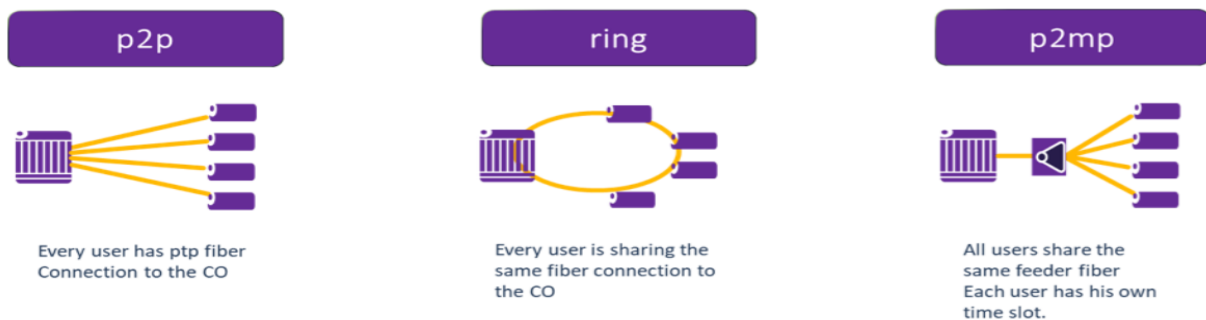 p2p
ring
p2mp
Every user has ptp fiber
Connection to the CO
Every user is sharing the
same fiber connection to
the CO
All users share the
same feeder fiber
Each user has his own
time slot.